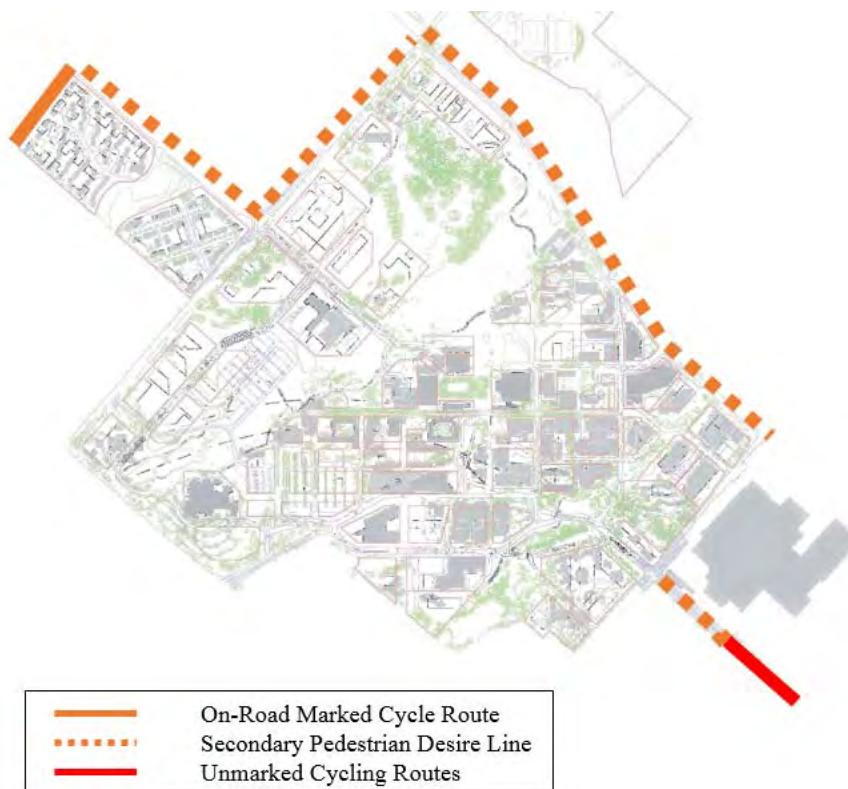 On-Road Marked Cycle Route
Secondary Pedestrian Desire Line
Unmarked Cycling Routes